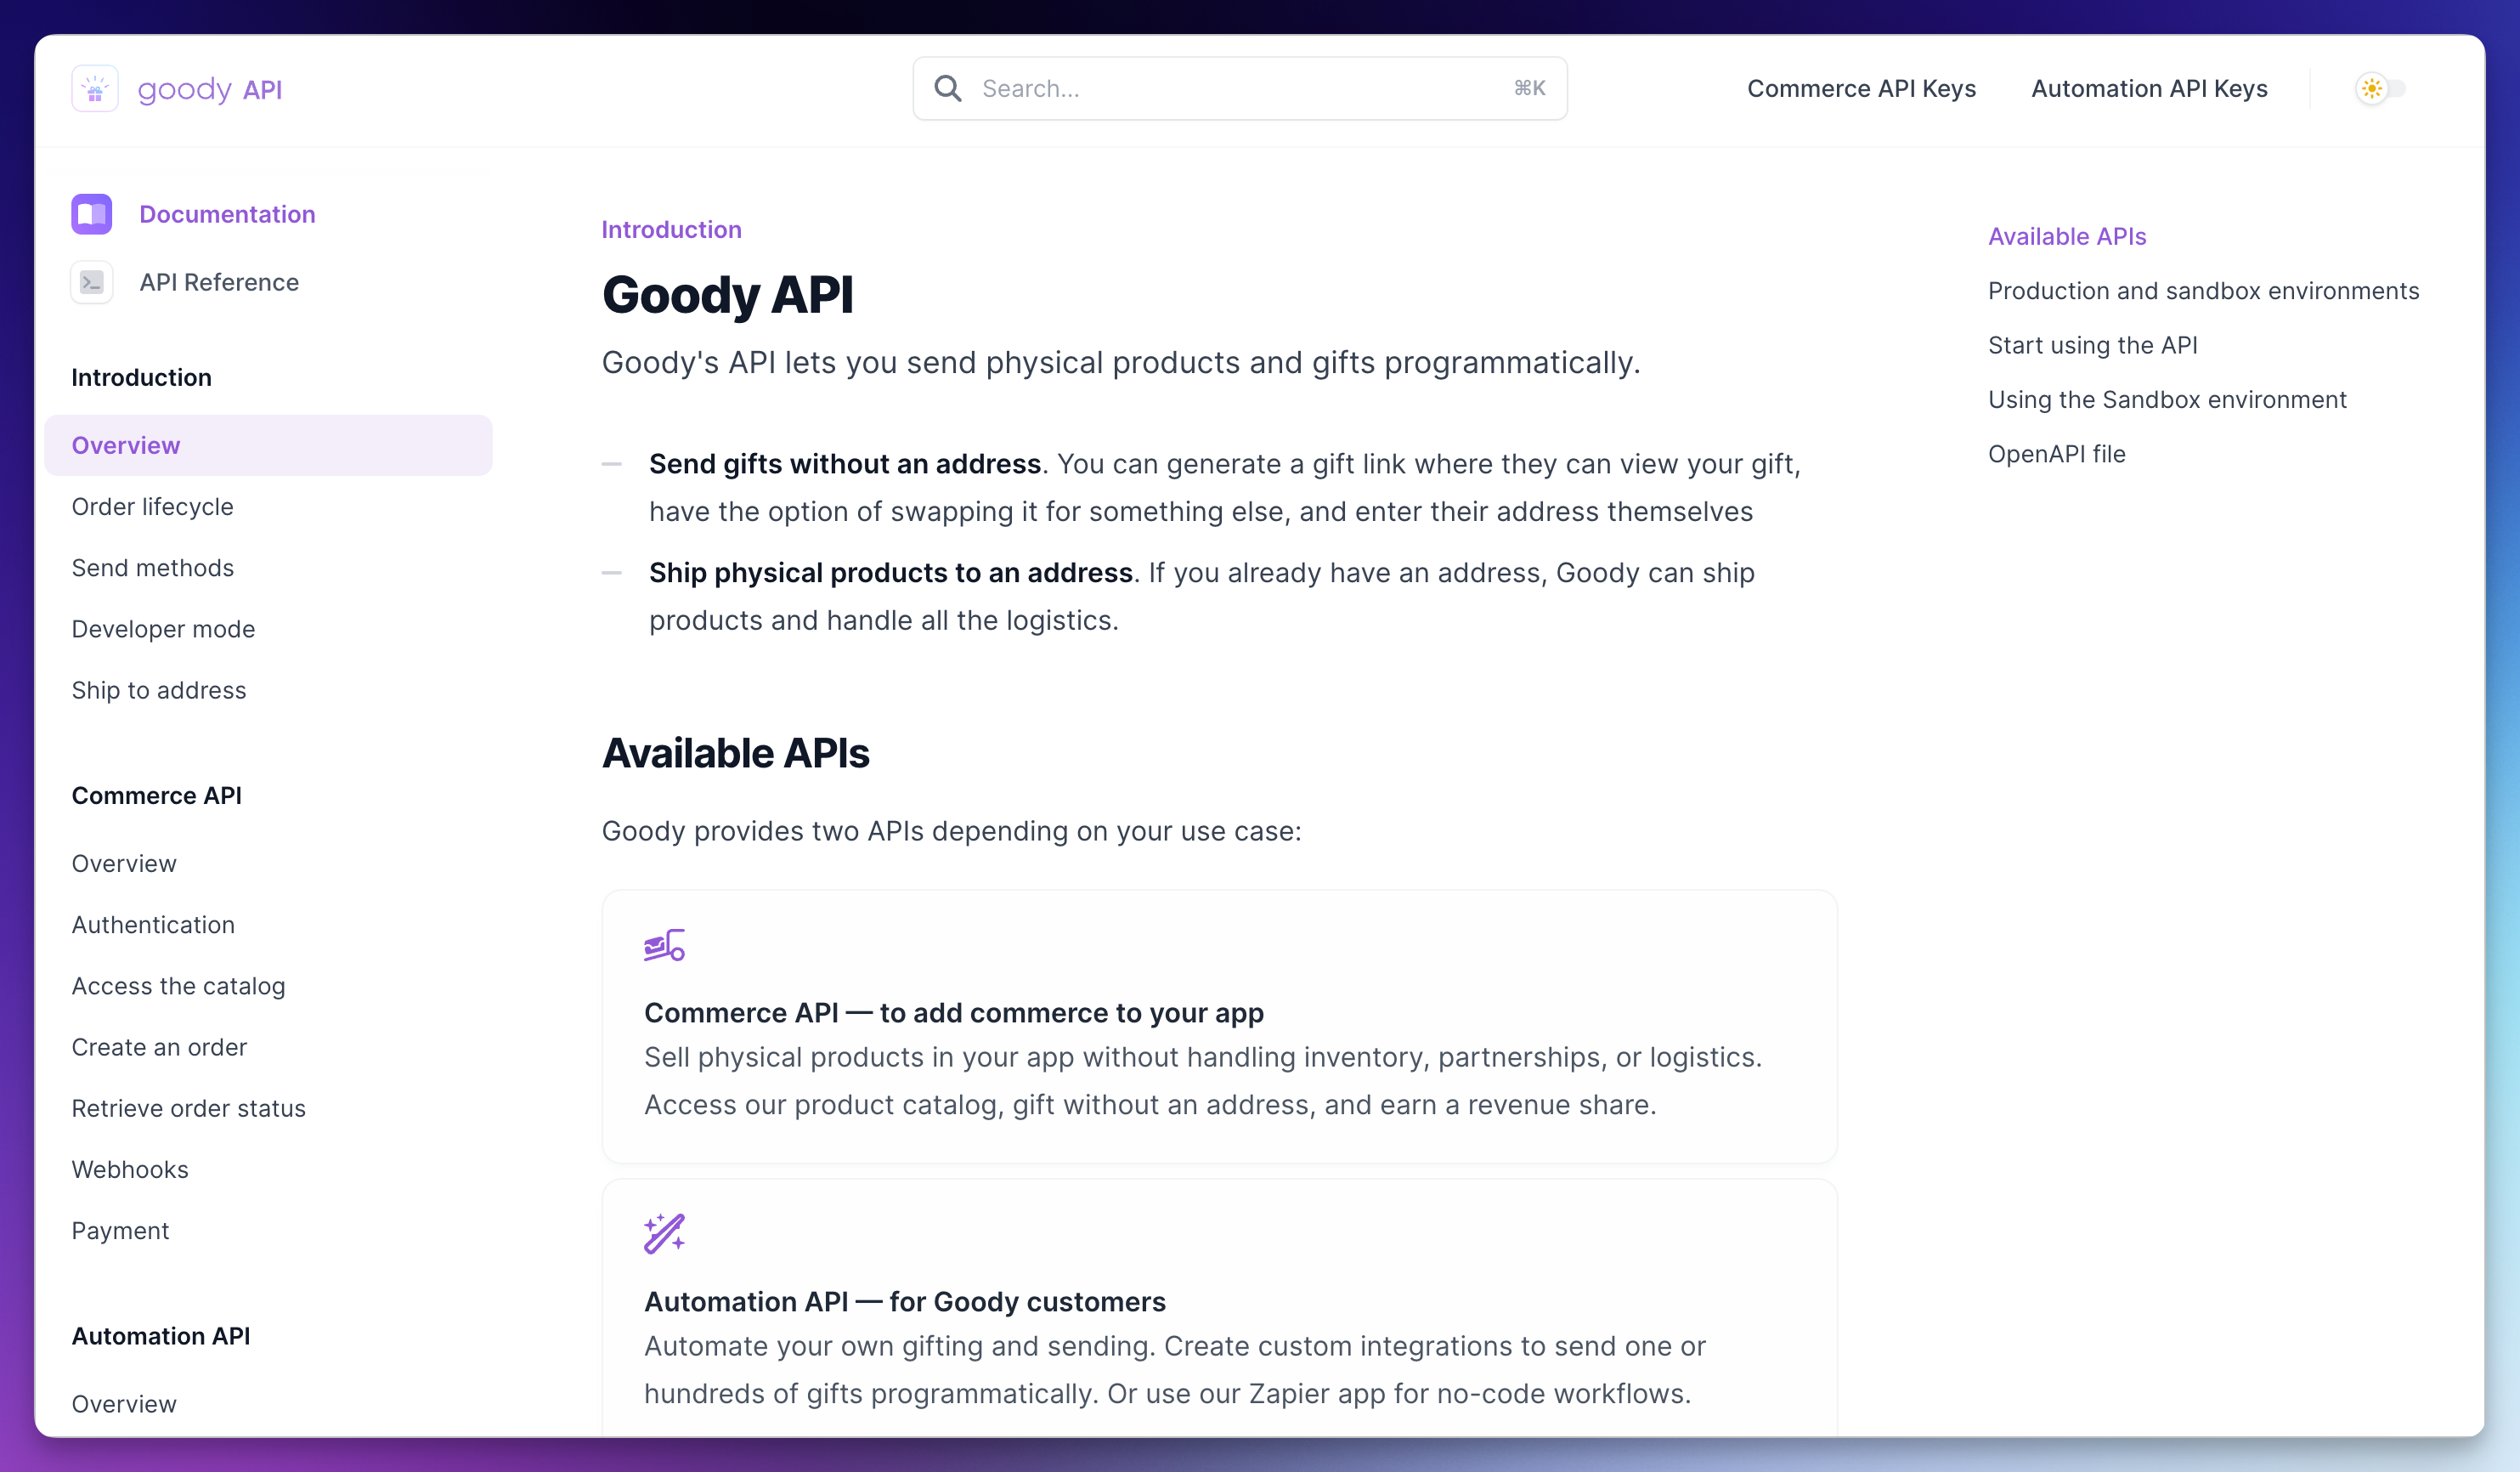 goody API
Search...
⌘K
Commerce API Keys
Automation API Keys
Documentation
API Reference
Introduction
Overview
Order lifecycle
Send methods
Developer mode
Ship to address
Commerce API
Overview
Authentication
Access the catalog
Create an order
Retrieve order status
Webhooks
Payment
Automation API
Overview
Introduction
Goody API
Goody's API lets you send physical products and gifts programmatically.
— Send gifts without an address. You can generate a gift link where they can view your gift,
have the option of swapping it for something else, and enter their address themselves
— Ship physical products to an address. If you already have an address, Goody can ship
products and handle all the logistics.
Available APIs
Goody provides two APIs depending on your use case:
Commerce API — to add commerce to your app
Sell physical products in your app without handling inventory, partnerships, or logistics.
Access our product catalog, gift without an address, and earn a revenue share.
Automation API — for Goody customers
Automate your own gifting and sending. Create custom integrations to send one or
hundreds of gifts programmatically. Or use our Zapier app for no-code workflows.
Available APIs
Production and sandbox environments
Start using the API
Using the Sandbox environment
OpenAPI file